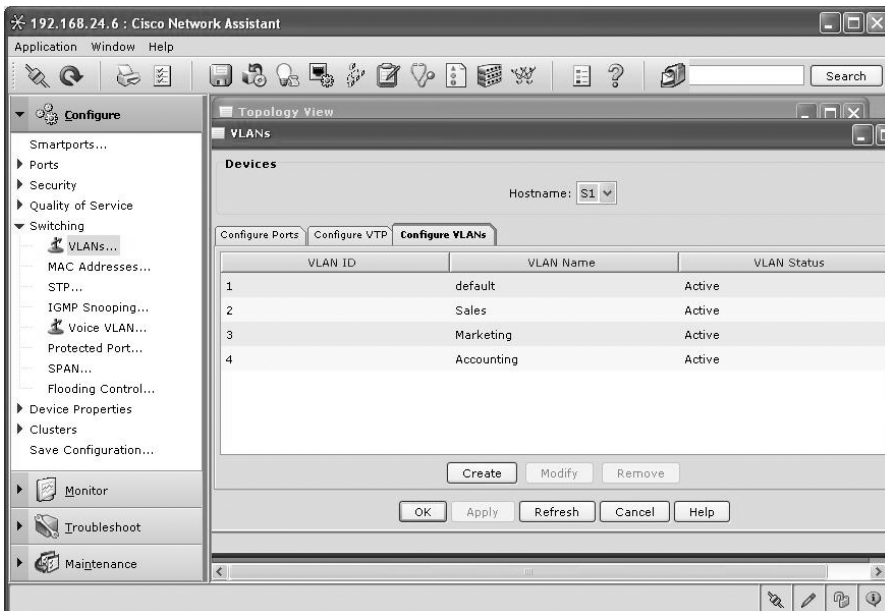 192.168.24.6 : Cisco Network Assistant
Application Window Help
Search
Configure
Smartports...
Ports
Security
Quality of Service
Switching
VLANs...
MAC Addresses...
STP...
IGMP Snooping...
Voice VLAN...
Protected Port...
SPAN...
Flooding Control...
Device Properties
Clusters
Save Configuration...
Monitor
Troubleshoot
Maintenance
Topology View
VLANs
Devices
Hostname: S1
Configure Ports Configure VTP Configure VLANs
VLAN ID VLAN Name VLAN Status
1 default Active
2 Sales Active
3 Marketing Active
4 Accounting Active
Create Modify Remove
OK Apply Refresh Cancel Help